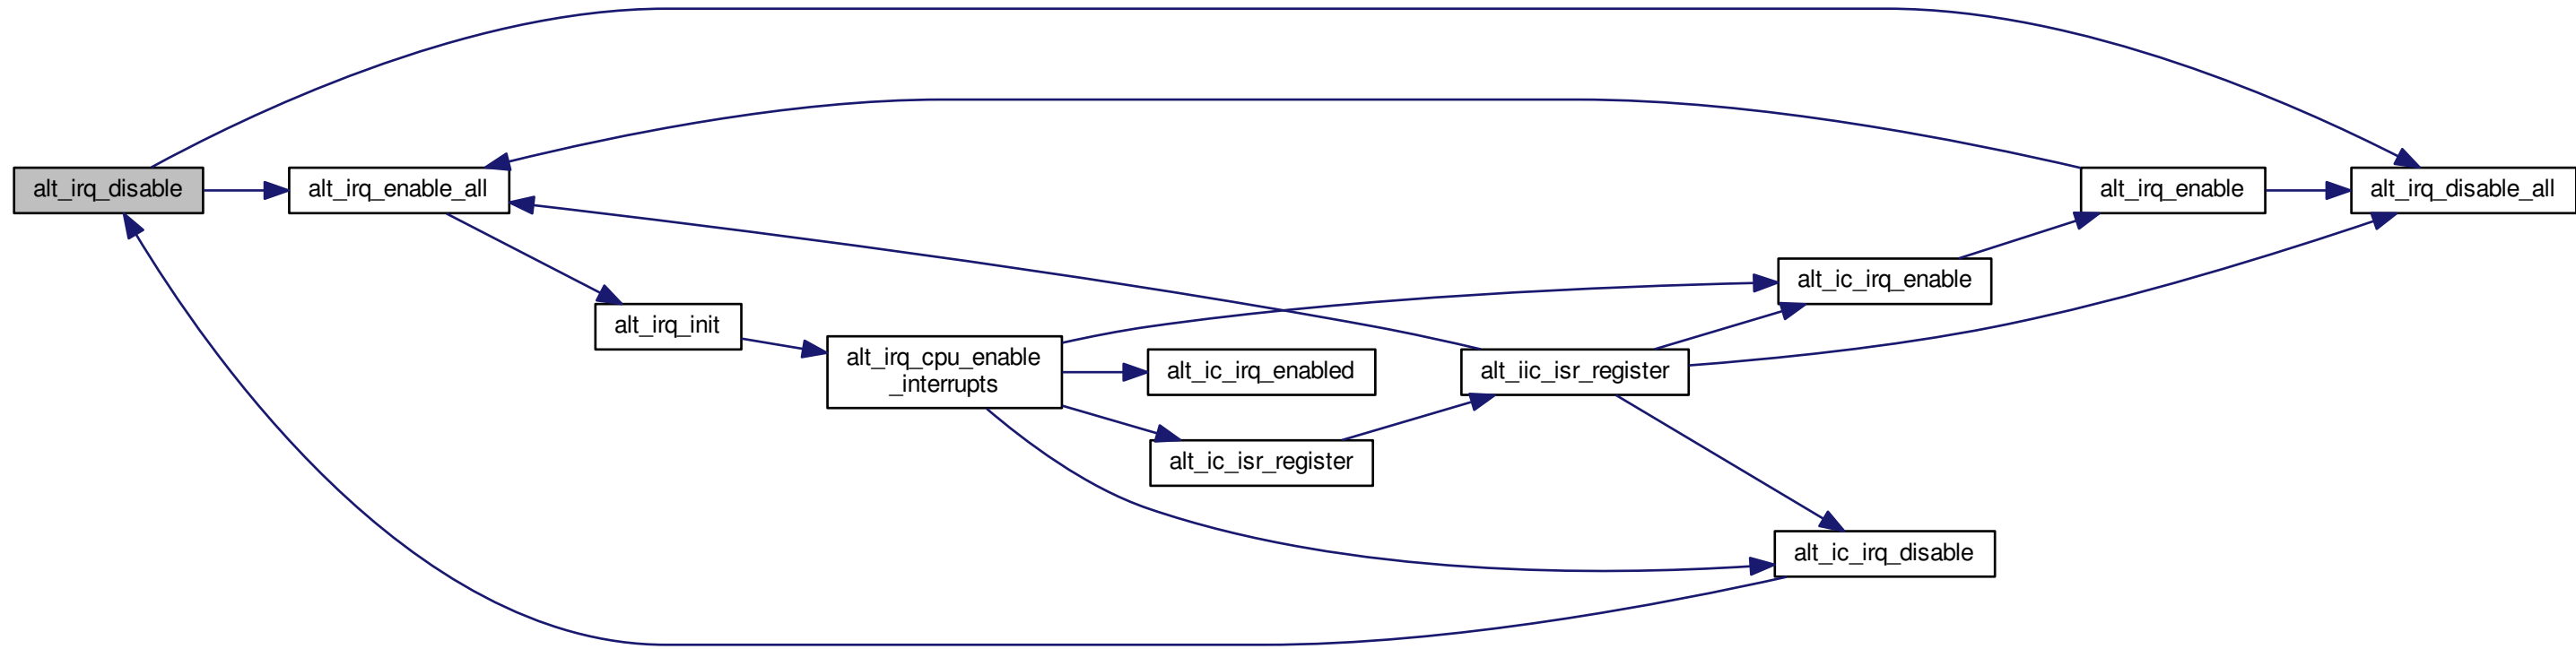 alt_irq_disable
alt_irq_enable_all
alt_irq_enable
alt_irq_disable_all
alt_ic_irq_enable
alt_irq_init
alt_irq_cpu_enable
_interrupts
alt_ic_irq_enabled
alt_iic_isr_register
alt_ic_isr_register
alt_ic_irq_disable